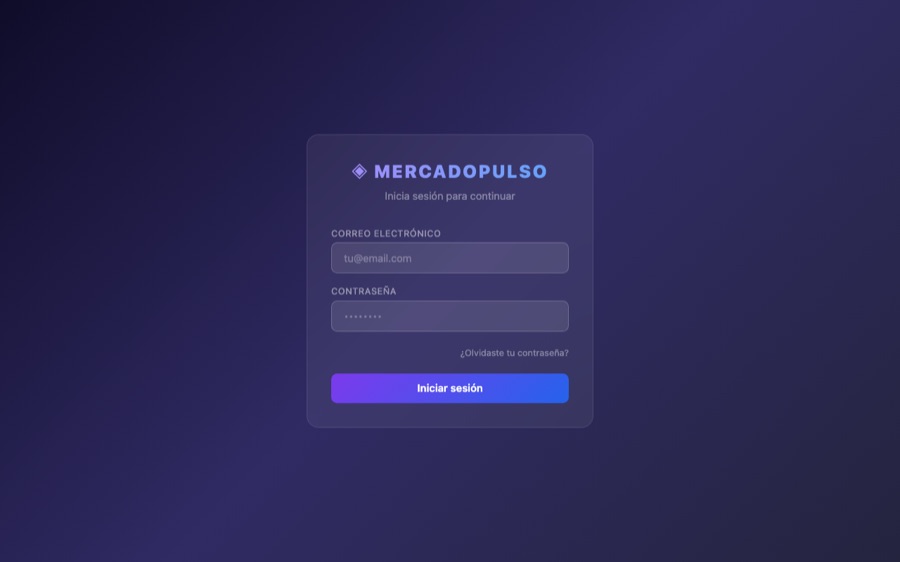 MERCADOPULSO
Inicia sesión para continuar
CORREO ELECTRÓNICO
tu@email.com
CONTRASEÑA
••••••••
¿Olvidaste tu contraseña?
Iniciar sesión